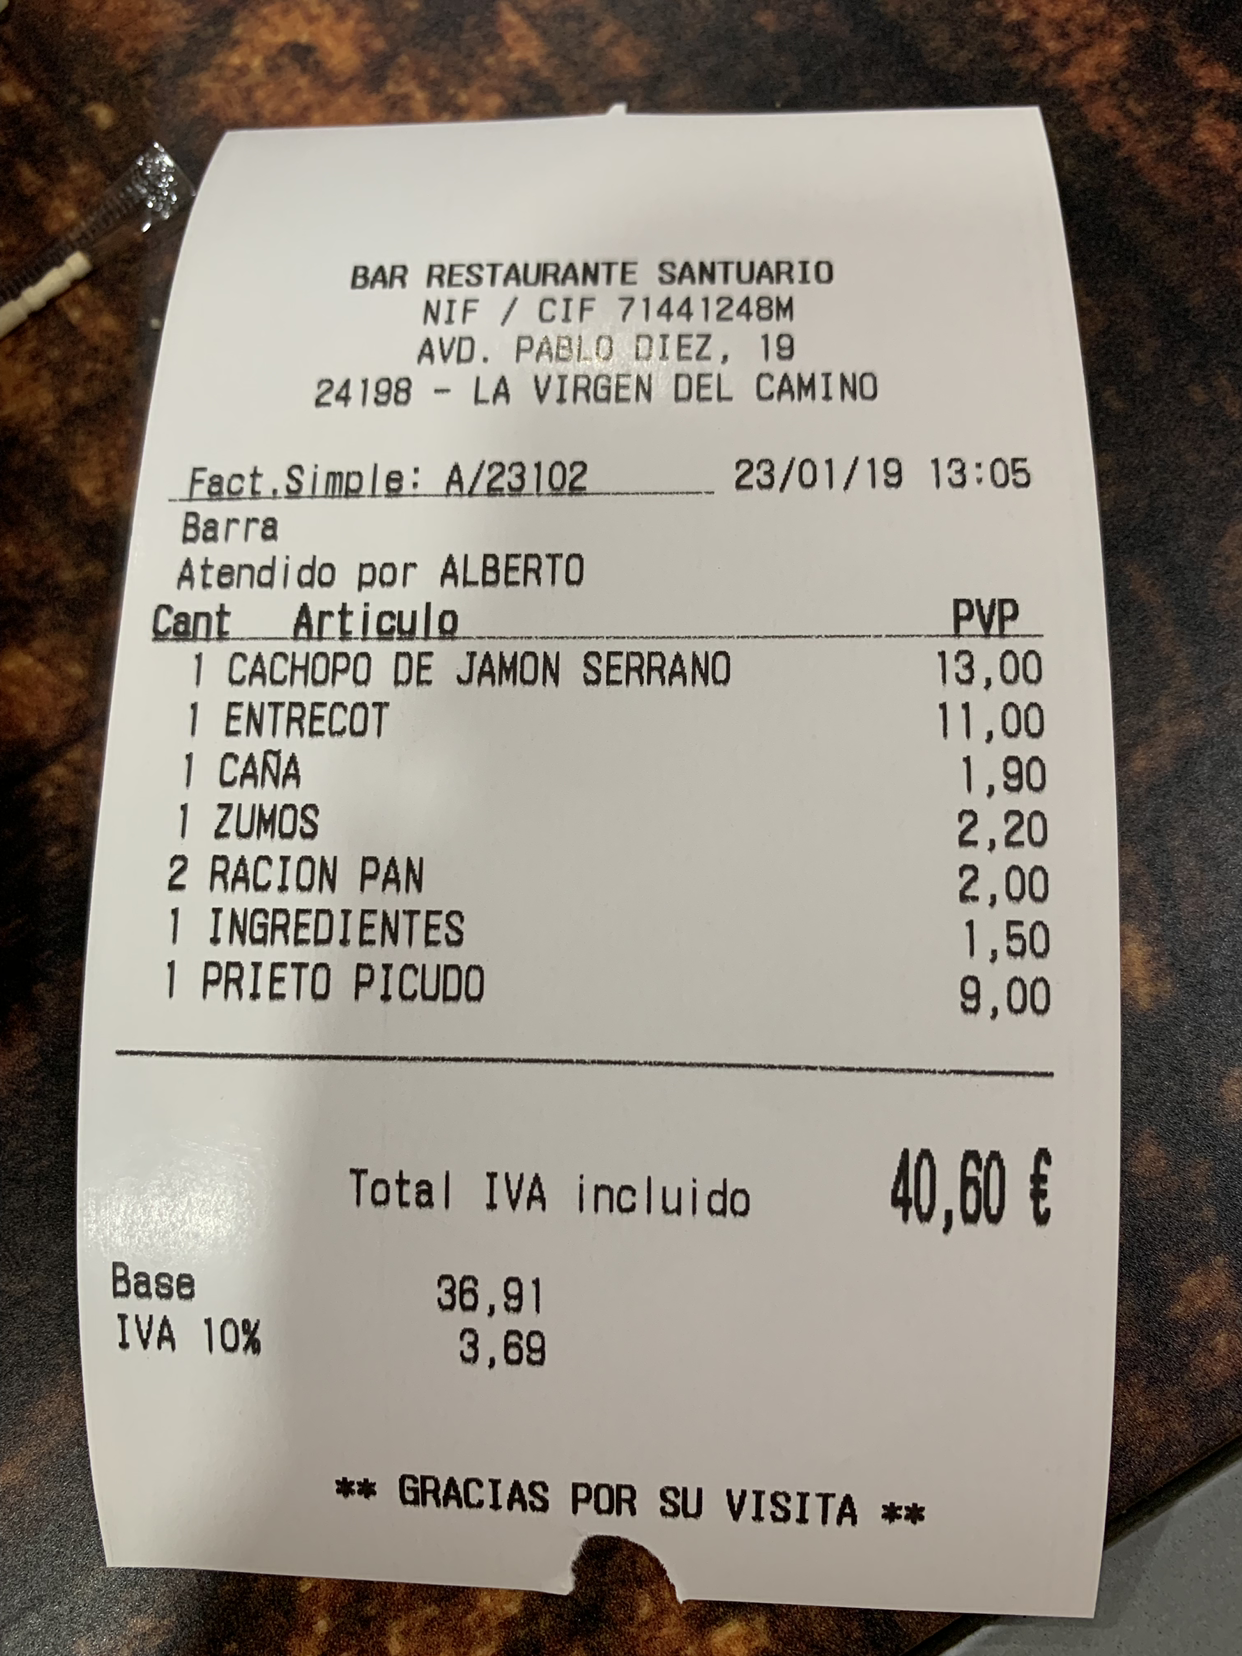 BAR RESTAURANTE SANTUARIO
NIF / CIF 71441248M
AVD. PABLO DIEZ, 19
24198 - LA VIRGEN DEL CAMINO
Fact.Simple: A/23102 23/01/19 13:05
Barra
Atendido por ALBERTO
Cant Articulo PVP
1 CACHOPO DE JAMON SERRANO 13,00
1 ENTRECOT 11,00
1 CAÑA 1,90
1 ZUMOS 2,20
2 RACION PAN 2,00
1 INGREDIENTES 1,50
1 PRIETO PICUDO 9,00
Total IVA incluido 40,60 €
Base 36,91
IVA 10% 3,69
** GRACIAS POR SU VISITA **